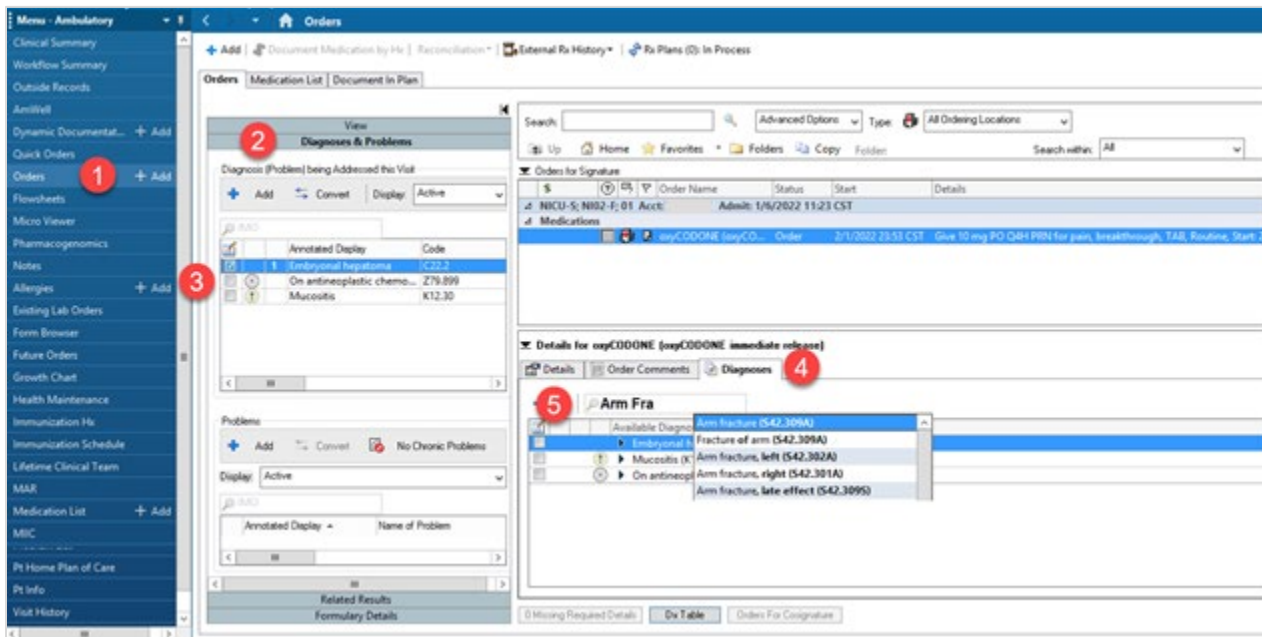 Menu - Ambulatory
Clinical Summary
Workflow Summary
Outside Records
AmWell
Dynamic Documentat... + Add
Quick Orders
Orders 1 + Add
Flowsheets
Micro Viewer
Pharmacogenomics
Notes
Allergies + Add
Existing Lab Orders
Form Browser
Future Orders
Growth Chart
Health Maintenance
Immunization Hx
Immunization Schedule
Lifetime Clinical Team
MAR
Medication List + Add
MIIC
Pt Home Plan of Care
Pt Info
Visit History
Orders
+ Add Document Medication by Hx Reconciliation External Rx History Rx Plans (0): In Process
Orders Medication List Document In Plan
View
2 Diagnoses & Problems
Diagnosis (Problem) being Addressed this Visit
+ Add Convert Display: Active
IMO
Annotated Display Code
1 Embryonal hepatoma C22.2
3 On antineoplastic chemo... Z79.899
Mucositis K12.30
Problems
+ Add Convert No Chronic Problems
Display: Active
IMO
Annotated Display Name of Problem
Related Results
Formulary Details
Search: Advanced Options Type: All Ordering Locations
Up Home Favorites Folders Copy Folder: Search within: All
Orders for Signature
$ Order Name Status Start Details
NICU-S; NI02-F; 01 Acct: Admit: 1/6/2022 11:23 CST
Medications
oxyCODONE (oxyCO... Order 2/1/2022 23:53 CST Give 10 mg PO Q4H PRN for pain, breakthrough, TAB, Routine, Start: 2
Details for oxyCODONE (oxyCODONE immediate release)
Details Order Comments Diagnoses 4
5 Arm Fra
Available Diagno
Embryonal h
Mucositis (K
On antineopl
Arm fracture (S42.309A)
Fracture of arm (S42.309A)
Arm fracture, left (S42.302A)
Arm fracture, right (S42.301A)
Arm fracture, late effect (S42.309S)
0 Missing Required Details Dx Table Orders For Cosignature